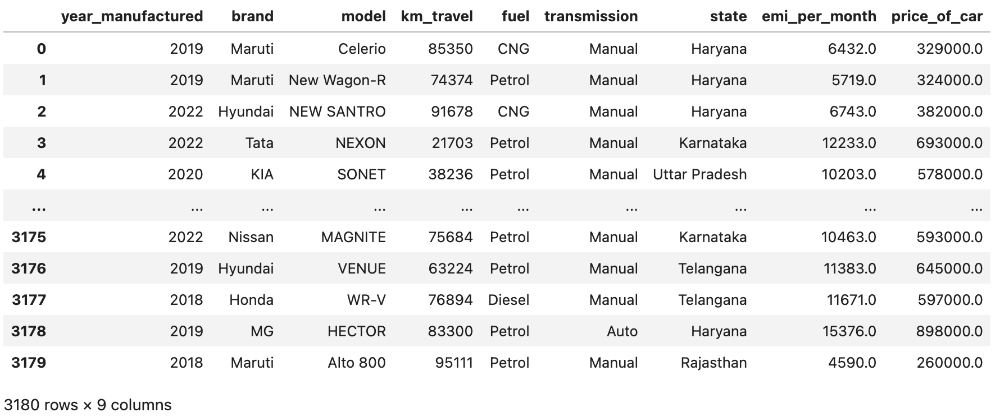 year_manufactured brand model km_travel fuel transmission state emi_per_month price_of_car
0 2019 Maruti Celerio 85350 CNG Manual Haryana 6432.0 329000.0
1 2019 Maruti New Wagon-R 74374 Petrol Manual Haryana 5719.0 324000.0
2 2022 Hyundai NEW SANTRO 91678 CNG Manual Haryana 6743.0 382000.0
3 2022 Tata NEXON 21703 Petrol Manual Karnataka 12233.0 693000.0
4 2020 KIA SONET 38236 Petrol Manual Uttar Pradesh 10203.0 578000.0
... ... ... ... ... ... ... ... ... ...
3175 2022 Nissan MAGNITE 75684 Petrol Manual Karnataka 10463.0 593000.0
3176 2019 Hyundai VENUE 63224 Petrol Manual Telangana 11383.0 645000.0
3177 2018 Honda WR-V 76894 Diesel Manual Telangana 11671.0 597000.0
3178 2019 MG HECTOR 83300 Petrol Auto Haryana 15376.0 898000.0
3179 2018 Maruti Alto 800 95111 Petrol Manual Rajasthan 4590.0 260000.0
3180 rows × 9 columns